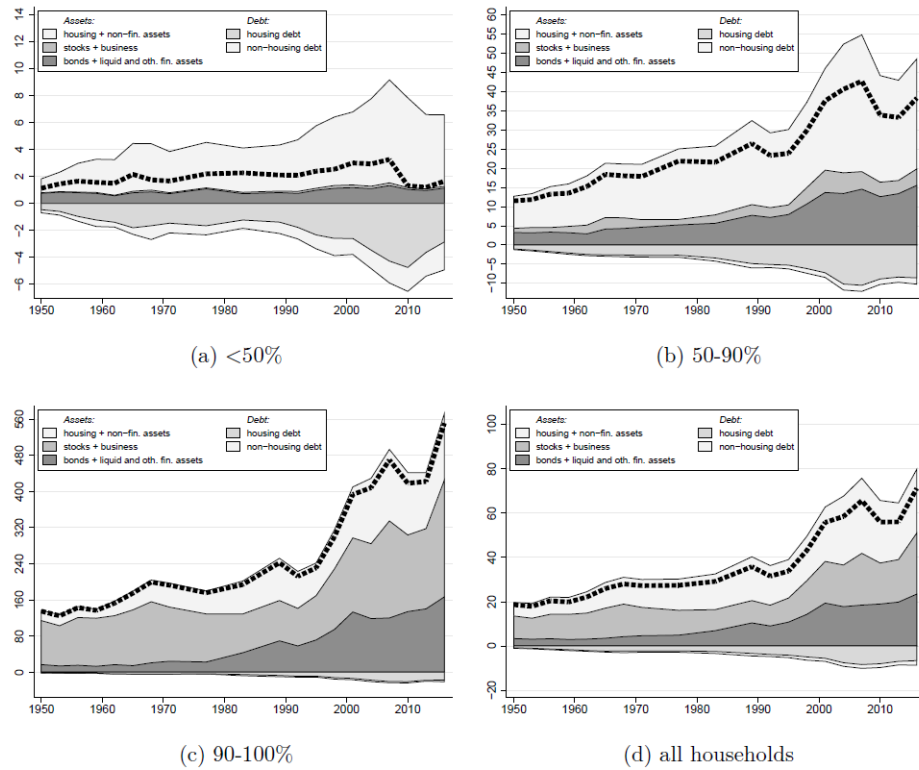 Assets: Debt:
housing + non-fin. assets housing debt
stocks + business non-housing debt
bonds + liquid and oth. fin. assets
14
12
10
8
6
4
2
0
-2
-4
-6
1950 1960 1970 1980 1990 2000 2010
(a) <50%
Assets: Debt:
housing + non-fin. assets housing debt
stocks + business non-housing debt
bonds + liquid and oth. fin. assets
60
55
50
45
40
35
30
25
20
15
10
5
0
-5
-10
1950 1960 1970 1980 1990 2000 2010
(b) 50-90%
Assets: Debt:
housing + non-fin. assets housing debt
stocks + business non-housing debt
bonds + liquid and oth. fin. assets
560
480
400
320
240
160
80
0
1950 1960 1970 1980 1990 2000 2010
(c) 90-100%
Assets: Debt:
housing + non-fin. assets housing debt
stocks + business non-housing debt
bonds + liquid and oth. fin. assets
100
80
60
40
20
0
-20
1950 1960 1970 1980 1990 2000 2010
(d) all households